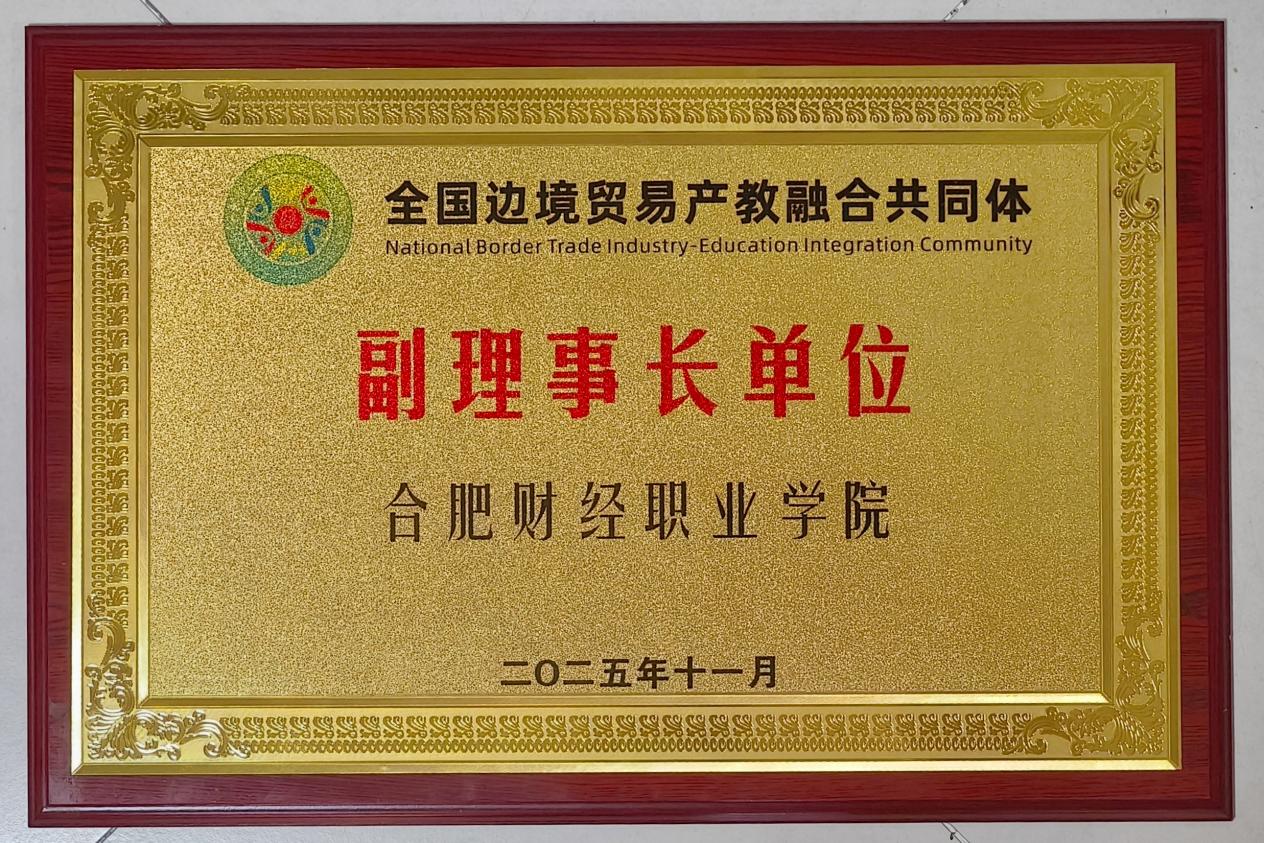 全国边境贸易产教融合共同体
National Border Trade Industry-Education Integration Community
副理事长单位
合肥财经职业学院
二〇二五年十一月